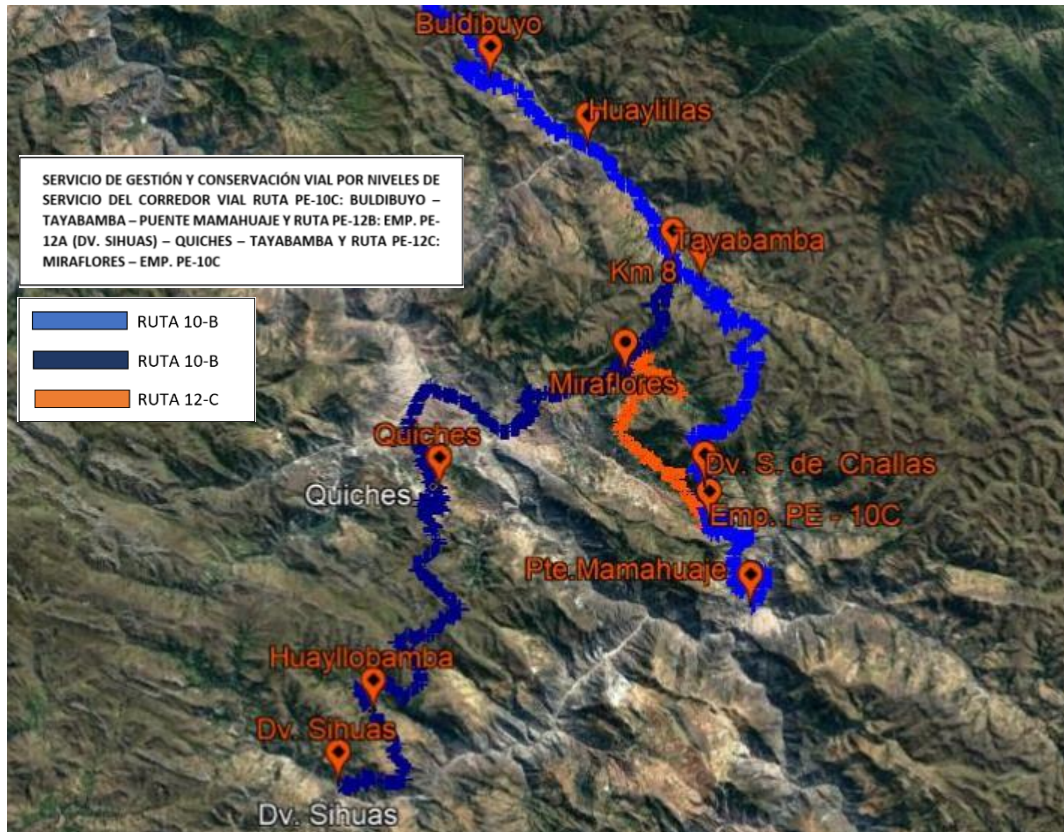 Buldibuyo
Huaylillas
SERVICIO DE GESTIÓN Y CONSERVACIÓN VIAL POR NIVELES DE
SERVICIO DEL CORREDOR VIAL RUTA PE-10C: BULDIBUYO –
TAYABAMBA – PUENTE MAMAHUAJE Y RUTA PE-12B: EMP. PE-
12A (DV. SIHUAS) – QUICHES – TAYABAMBA Y RUTA PE-12C:
MIRAFLORES – EMP. PE-10C
Tayabamba
Km 8
RUTA 10-B
RUTA 10-B
RUTA 12-C
Miraflores
Quiches
Quiches
Dv. S. de Challas
Emp. PE - 10C
Pte.Mamahuaje
Huayllobamba
Dv. Sihuas
Dv. Sihuas